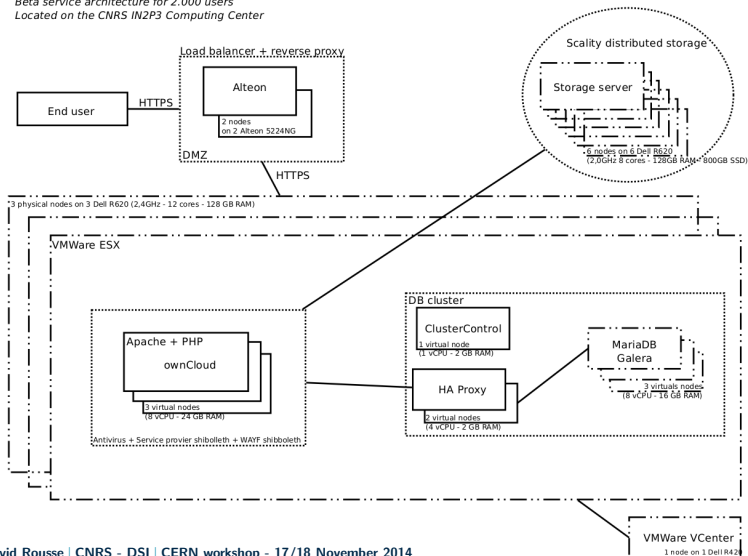 Beta service architecture for 2.000 users
Located on the CNRS IN2P3 Computing Center
Load balancer + reverse proxy
Scality distributed storage
Alteon
Storage server
End user
HTTPS
2 nodes
on 2 Alteon 5224NG
DMZ
6 nodes on 6 Dell R620
(2,0GHz 8 cores - 128GB RAM - 800GB SSD)
HTTPS
3 physical nodes on 3 Dell R620 (2,4GHz - 12 cores - 128 GB RAM)
VMWare ESX
DB cluster
ClusterControl
1 virtual node
(1 vCPU - 2 GB RAM)
Apache + PHP
ownCloud
MariaDB
Galera
HA Proxy
3 virtuals nodes
(8 vCPU - 16 GB RAM)
3 virtual nodes
(8 vCPU - 24 GB RAM)
2 virtual nodes
(4 vCPU - 2 GB RAM)
Antivirus + Service provier shibolleth + WAYF shibboleth
VMWare VCenter
1 node on 1 Dell R420
vid Rousse | CNRS - DSI | CERN workshop - 17/18 November 2014